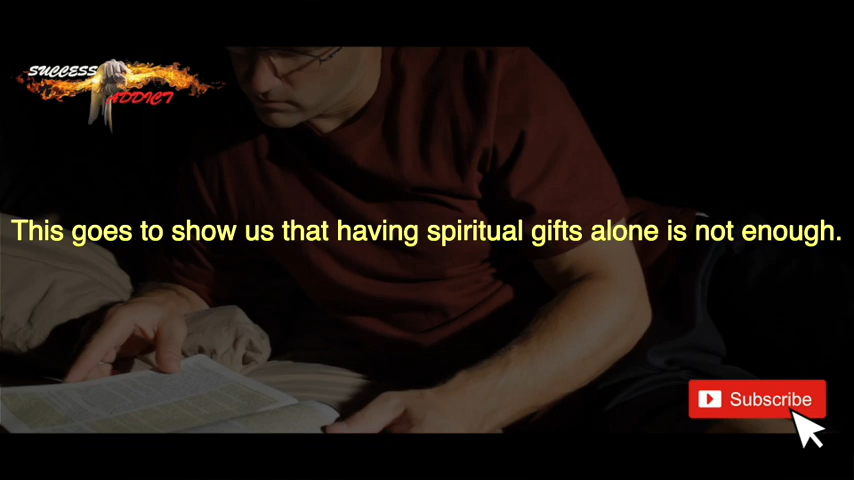 SUCCESS
ADDICT
This goes to show us that having spiritual gifts alone is not enough.
Subscribe